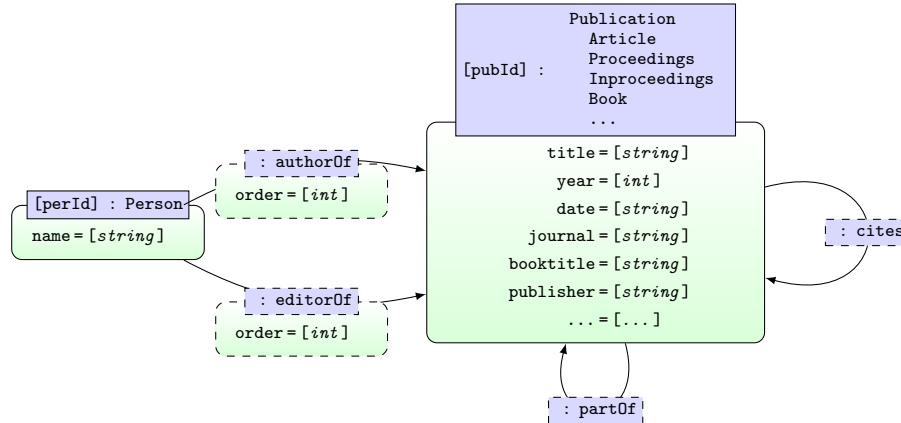 Publication
Article
Proceedings
[pubId] :
Inproceedings
Book
...
title = [string]
: authorOf
order = [int]
year = [int]
[perId] : Person
date = [string]
name = [string]
journal = [string]
: cites
booktitle = [string]
publisher = [string]
: editorOf
order = [int]
... = [...]
: partOf